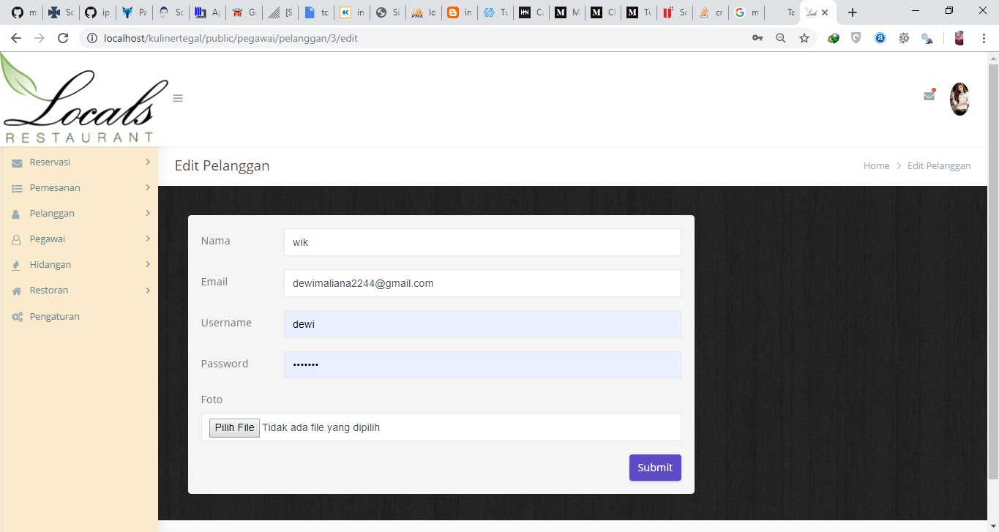 m
Sc
ip
Pa
Sc
Ap
Gu
[S
tc
in
Si
lo
in
Tu
Ca
M
Cl
Tu
Sc
cr
m
Ta
localhost/kulinertegal/public/pegawai/pelanggan/3/edit
Locals
RESTAURANT
Reservasi
Pemesanan
Pelanggan
Pegawai
Hidangan
Restoran
Pengaturan
Edit Pelanggan
Home > Edit Pelanggan
Nama
wik
Email
dewimaliana2244@gmail.com
Username
dewi
Password
•••••••
Foto
Pilih File Tidak ada file yang dipilih
Submit